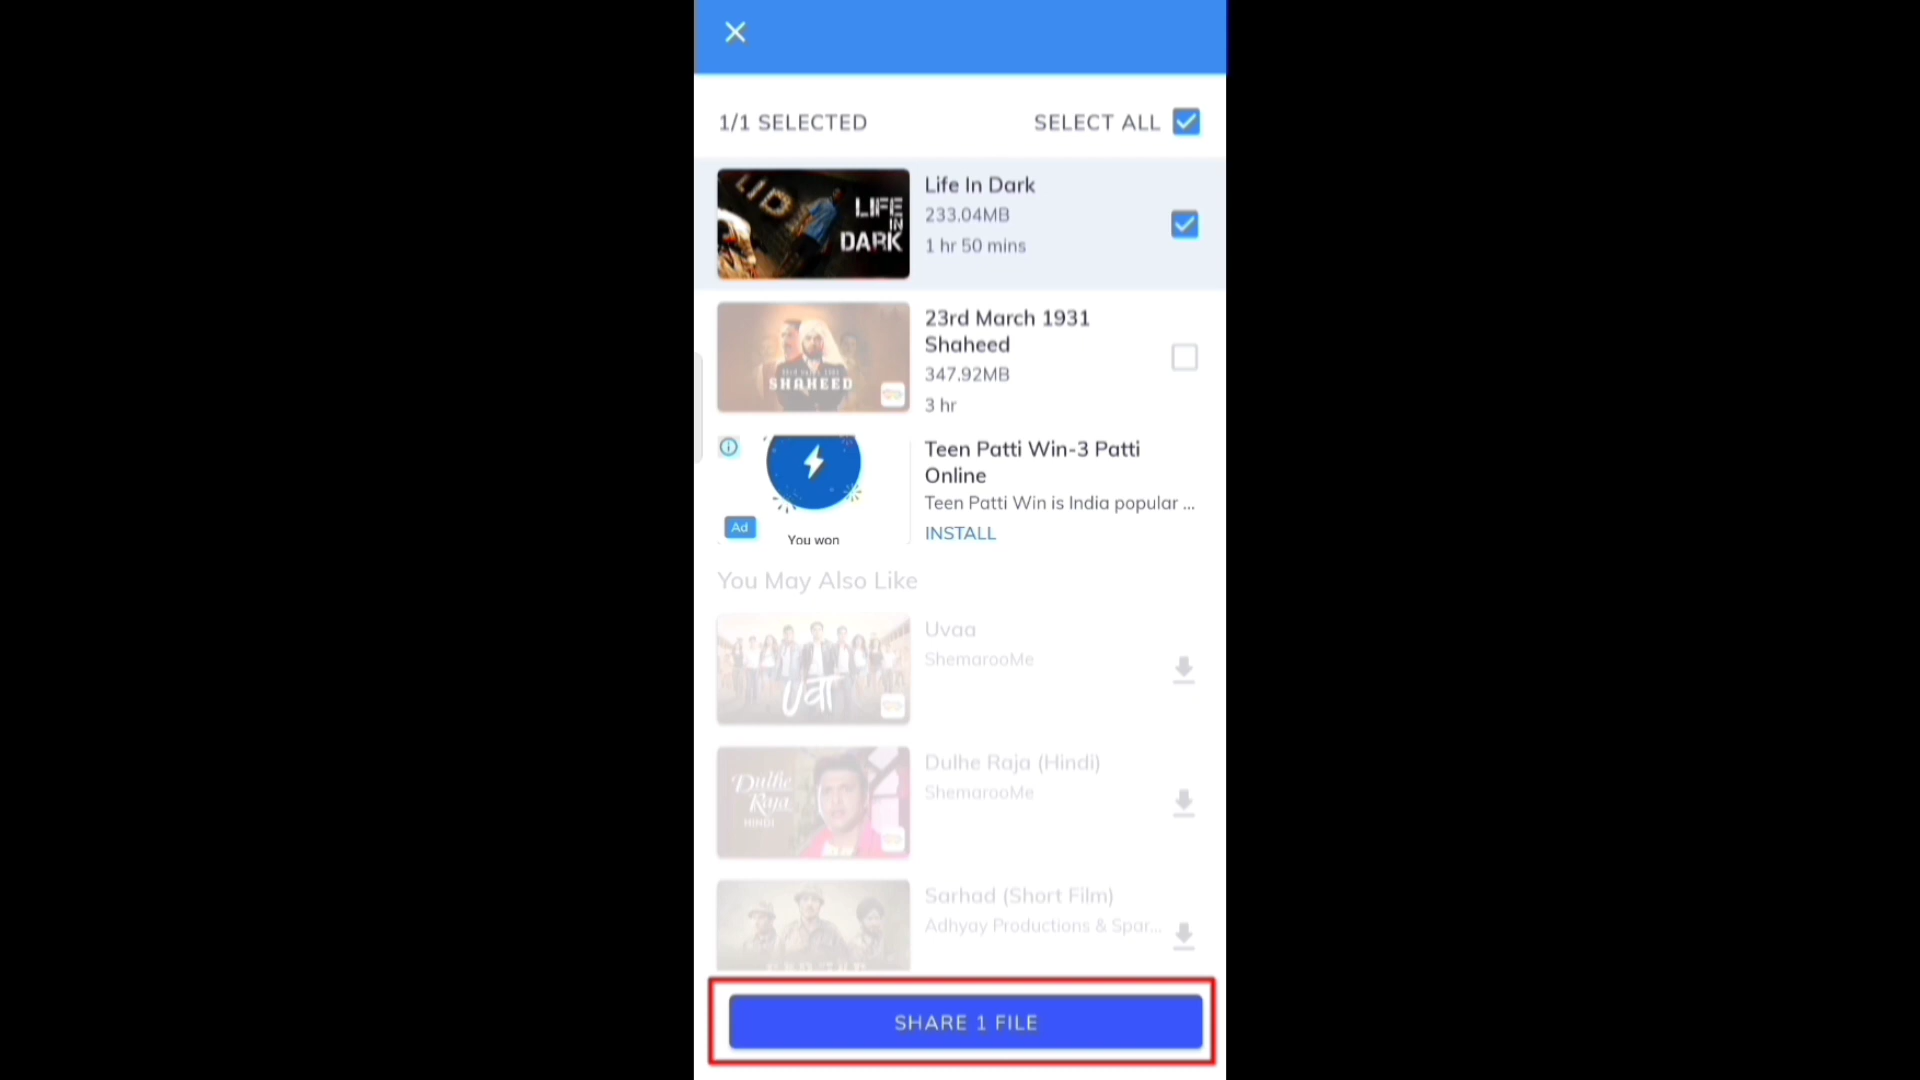 1/1 SELECTED
SELECT ALL
LID
LIFE
IN
DARK
Life In Dark
233.04MB
1 hr 50 mins
SHAHEED
23rd March 1931
Shaheed
347.92MB
3 hr
Ad
You won
Teen Patti Win-3 Patti
Online
Teen Patti Win is India popular ...
INSTALL
You May Also Like
उवा
Uvaa
ShemarooMe
Dulhe
Raja
HINDI
Dulhe Raja (Hindi)
ShemarooMe
Sarhad (Short Film)
Adhyay Productions & Spar...
SHARE 1 FILE